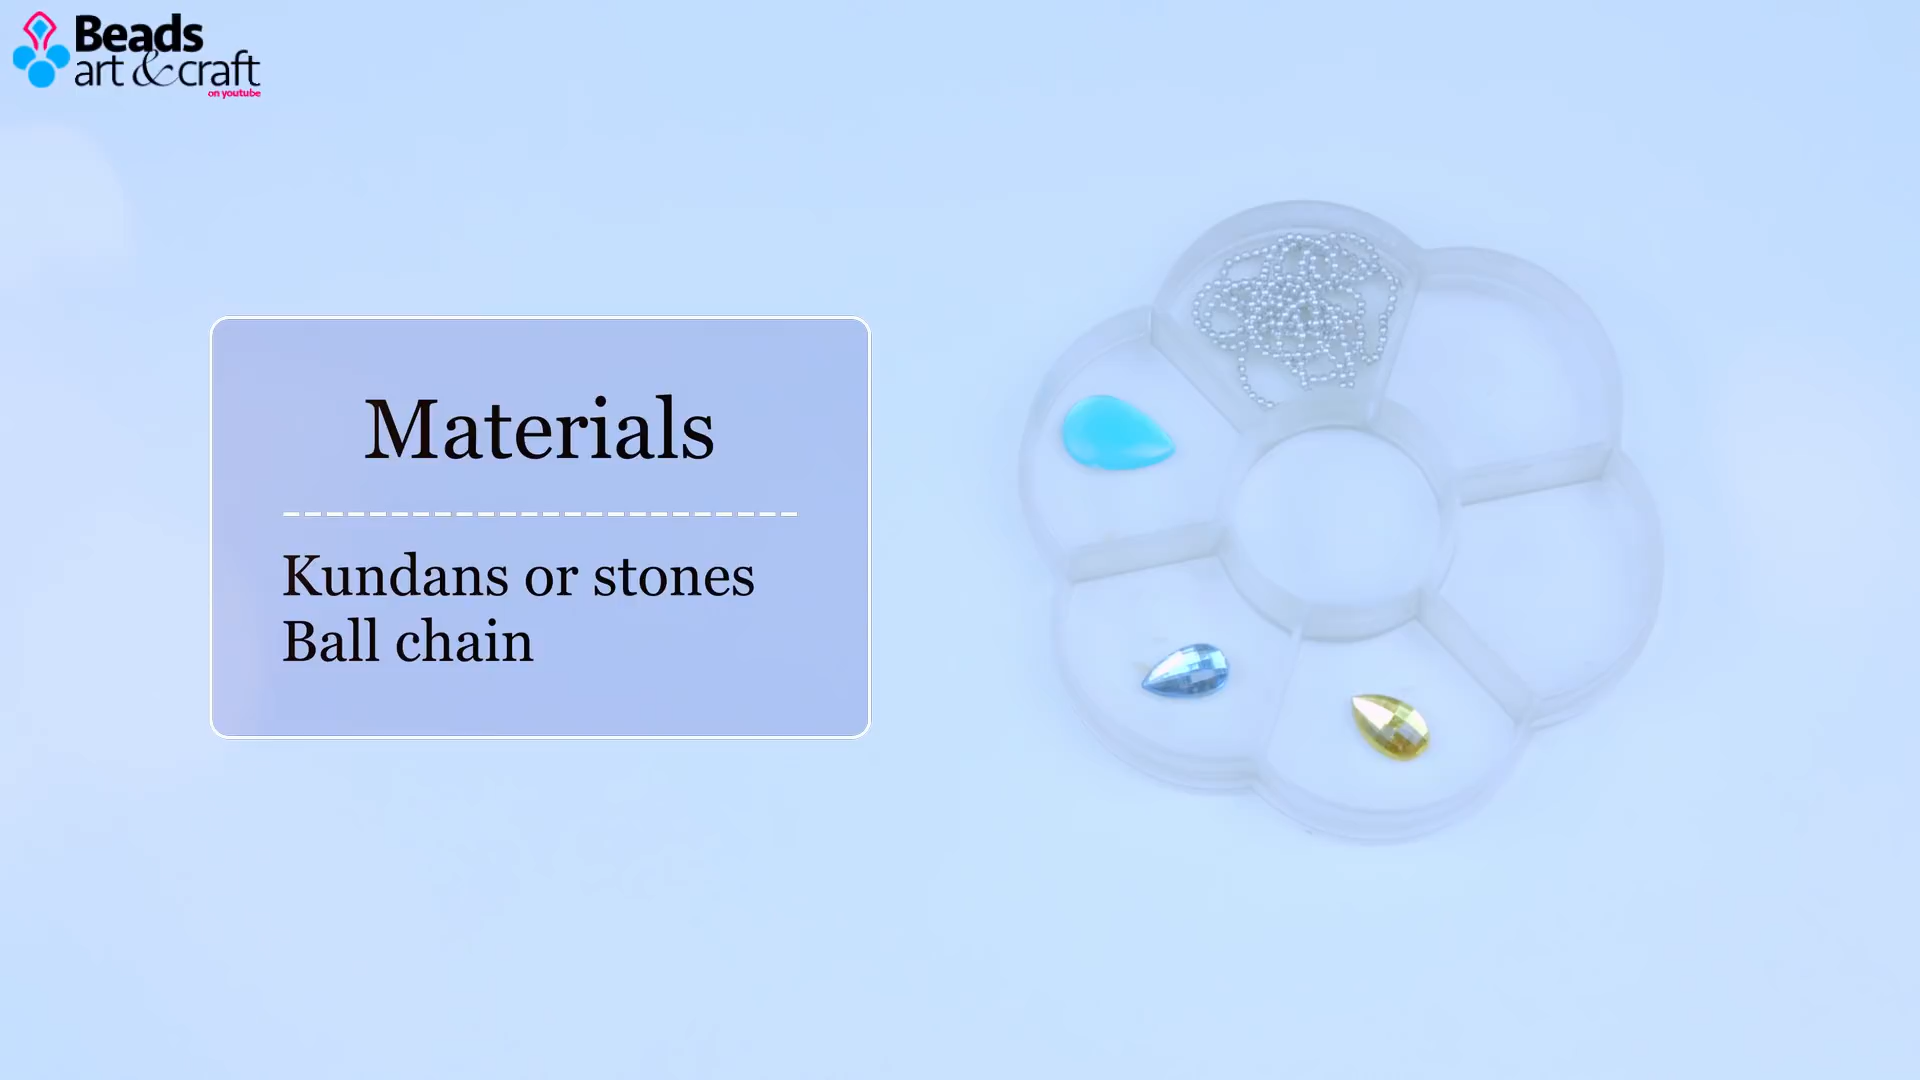 Beads
art & craft
on youtube
Materials
Kundans or stones
Ball chain